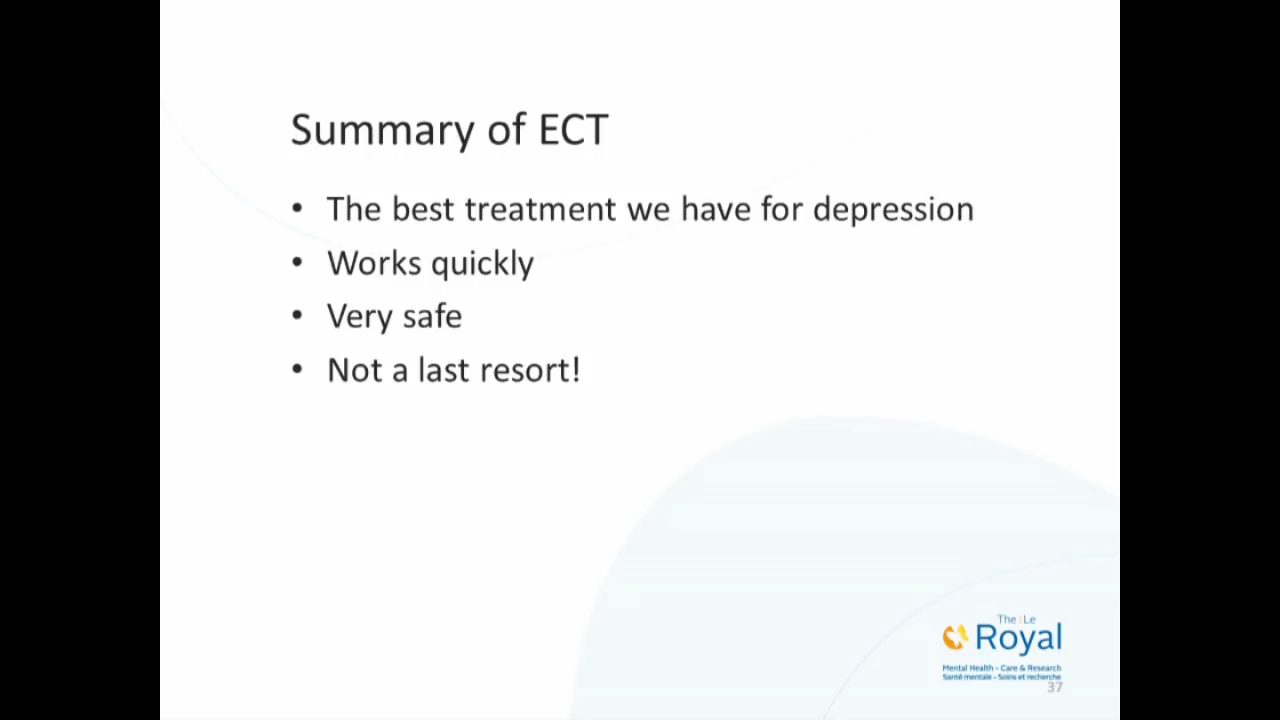 Summary of ECT
• The best treatment we have for depression
• Works quickly
• Very safe
• Not a last resort!
The | Le
Royal
Mental Health - Care & Research
Santé mentale - Soins et recherche
37